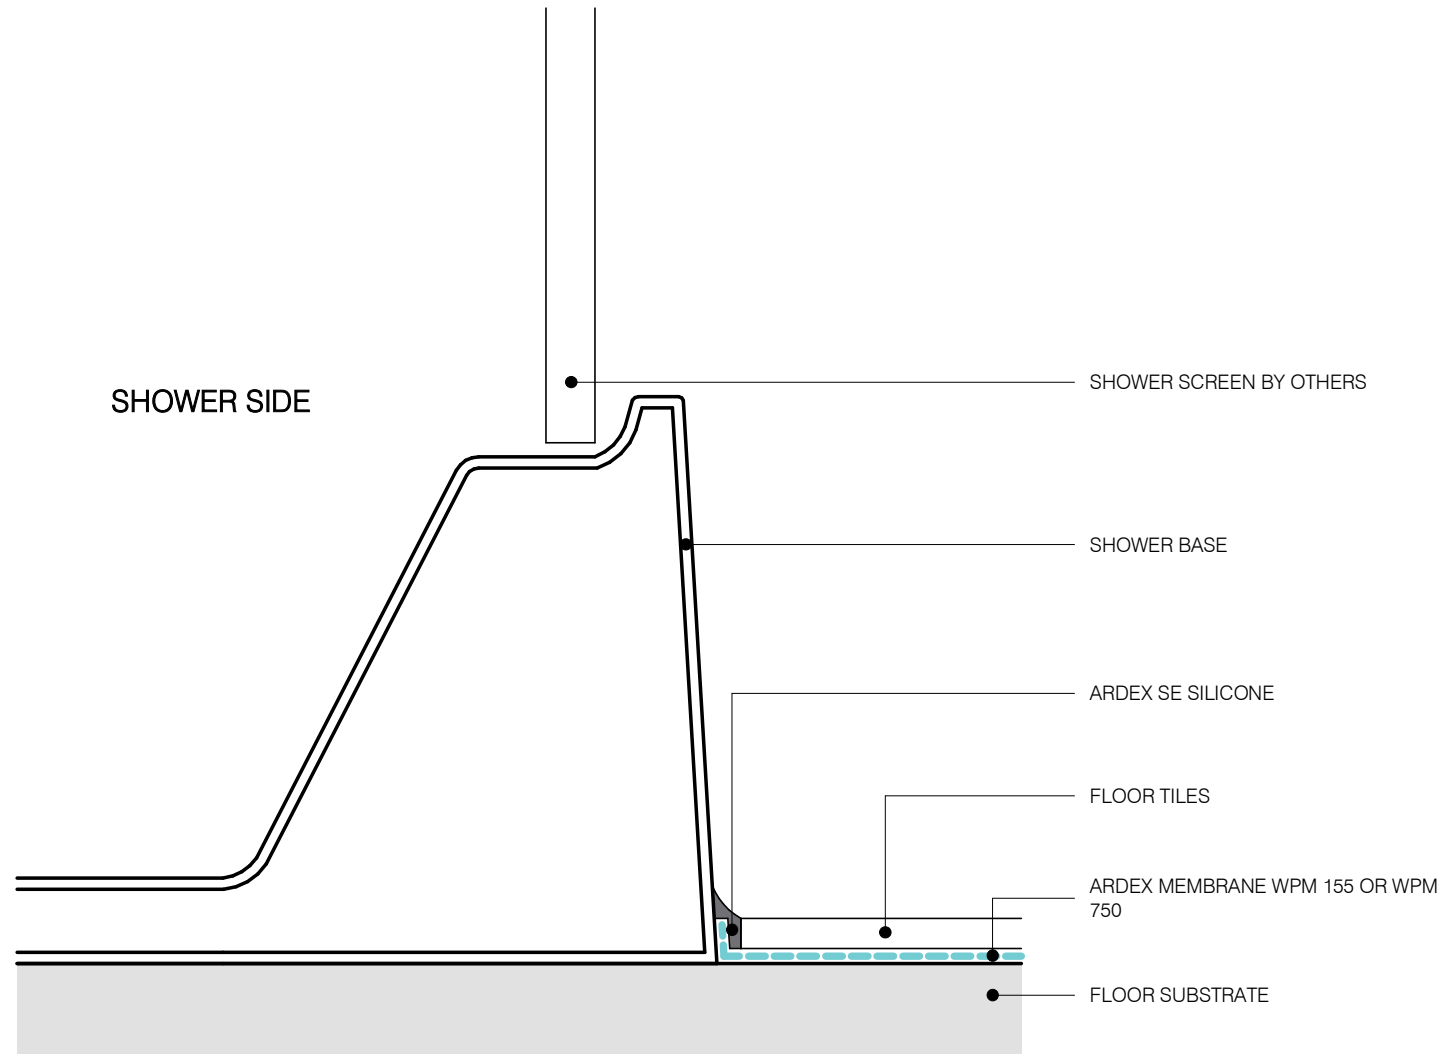 SHOWER SCREEN BY OTHERS
SHOWER SIDE
SHOWER BASE
ARDEX SE SILICONE
FLOOR TILES
ARDEX MEMBRANE WPM 155 OR WPM
750
FLOOR SUBSTRATE